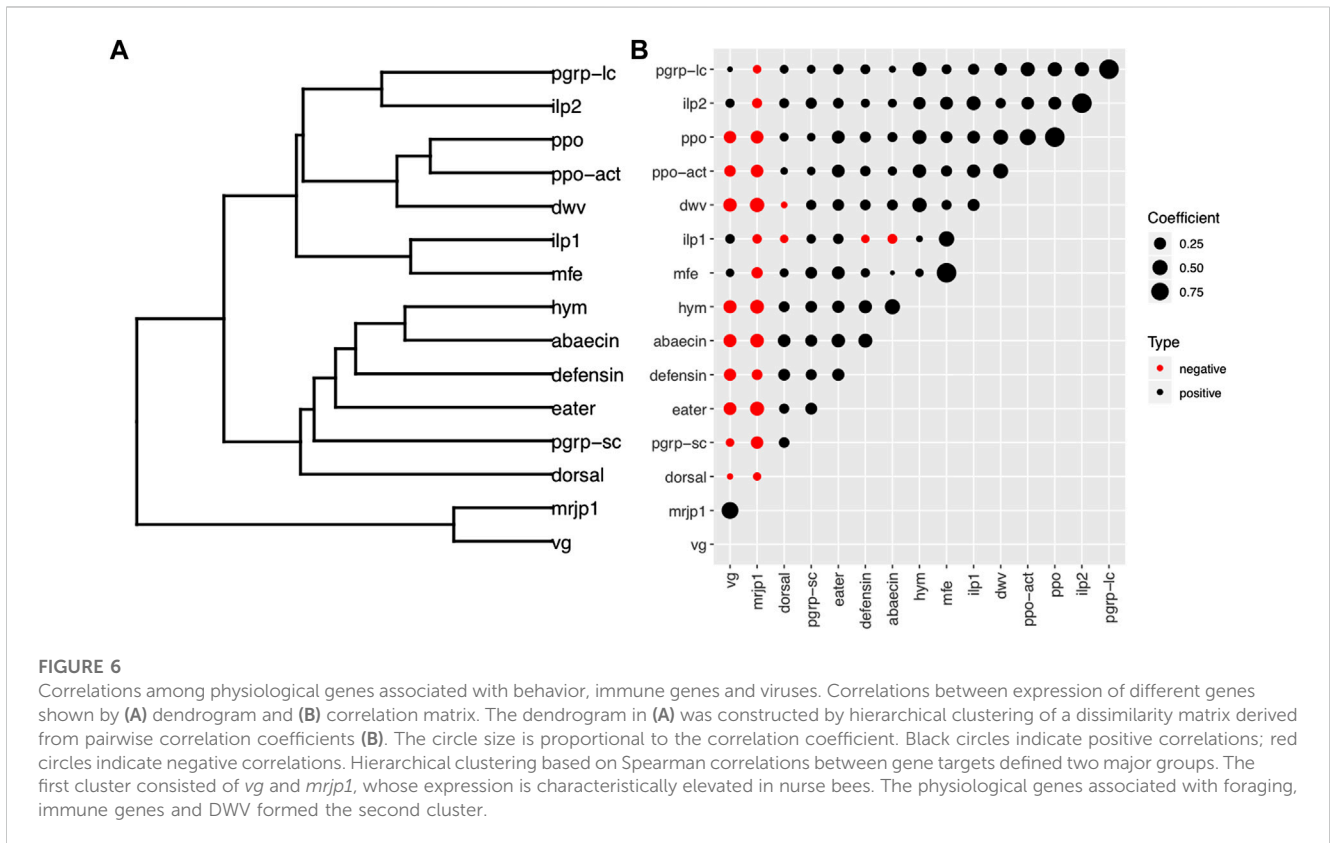 A
pgrp-lc
ilp2
ppo
ppo-act
dwv
ilp1
mfe
hym
abaecin
defensin
eater
pgrp-sc
dorsal
mrjp1
vg
B
pgrp-lc
ilp2
ppo
ppo-act
dwv
ilp1
mfe
hym
abaecin
defensin
eater
pgrp-sc
dorsal
mrjp1
vg
vg
mrjp1
dorsal
pgrp-sc
eater
defensin
abaecin
hym
mfe
ilp1
dwv
ppo-act
ppo
ilp2
pgrp-lc
Coefficient
0.25
0.50
0.75
Type
negative
positive
FIGURE 6
Correlations among physiological genes associated with behavior, immune genes and viruses. Correlations between expression of different genes
shown by (A) dendrogram and (B) correlation matrix. The dendrogram in (A) was constructed by hierarchical clustering of a dissimilarity matrix derived
from pairwise correlation coefficients (B). The circle size is proportional to the correlation coefficient. Black circles indicate positive correlations; red
circles indicate negative correlations. Hierarchical clustering based on Spearman correlations between gene targets defined two major groups. The
first cluster consisted of vg and mrjp1, whose expression is characteristically elevated in nurse bees. The physiological genes associated with foraging,
immune genes and DWV formed the second cluster.